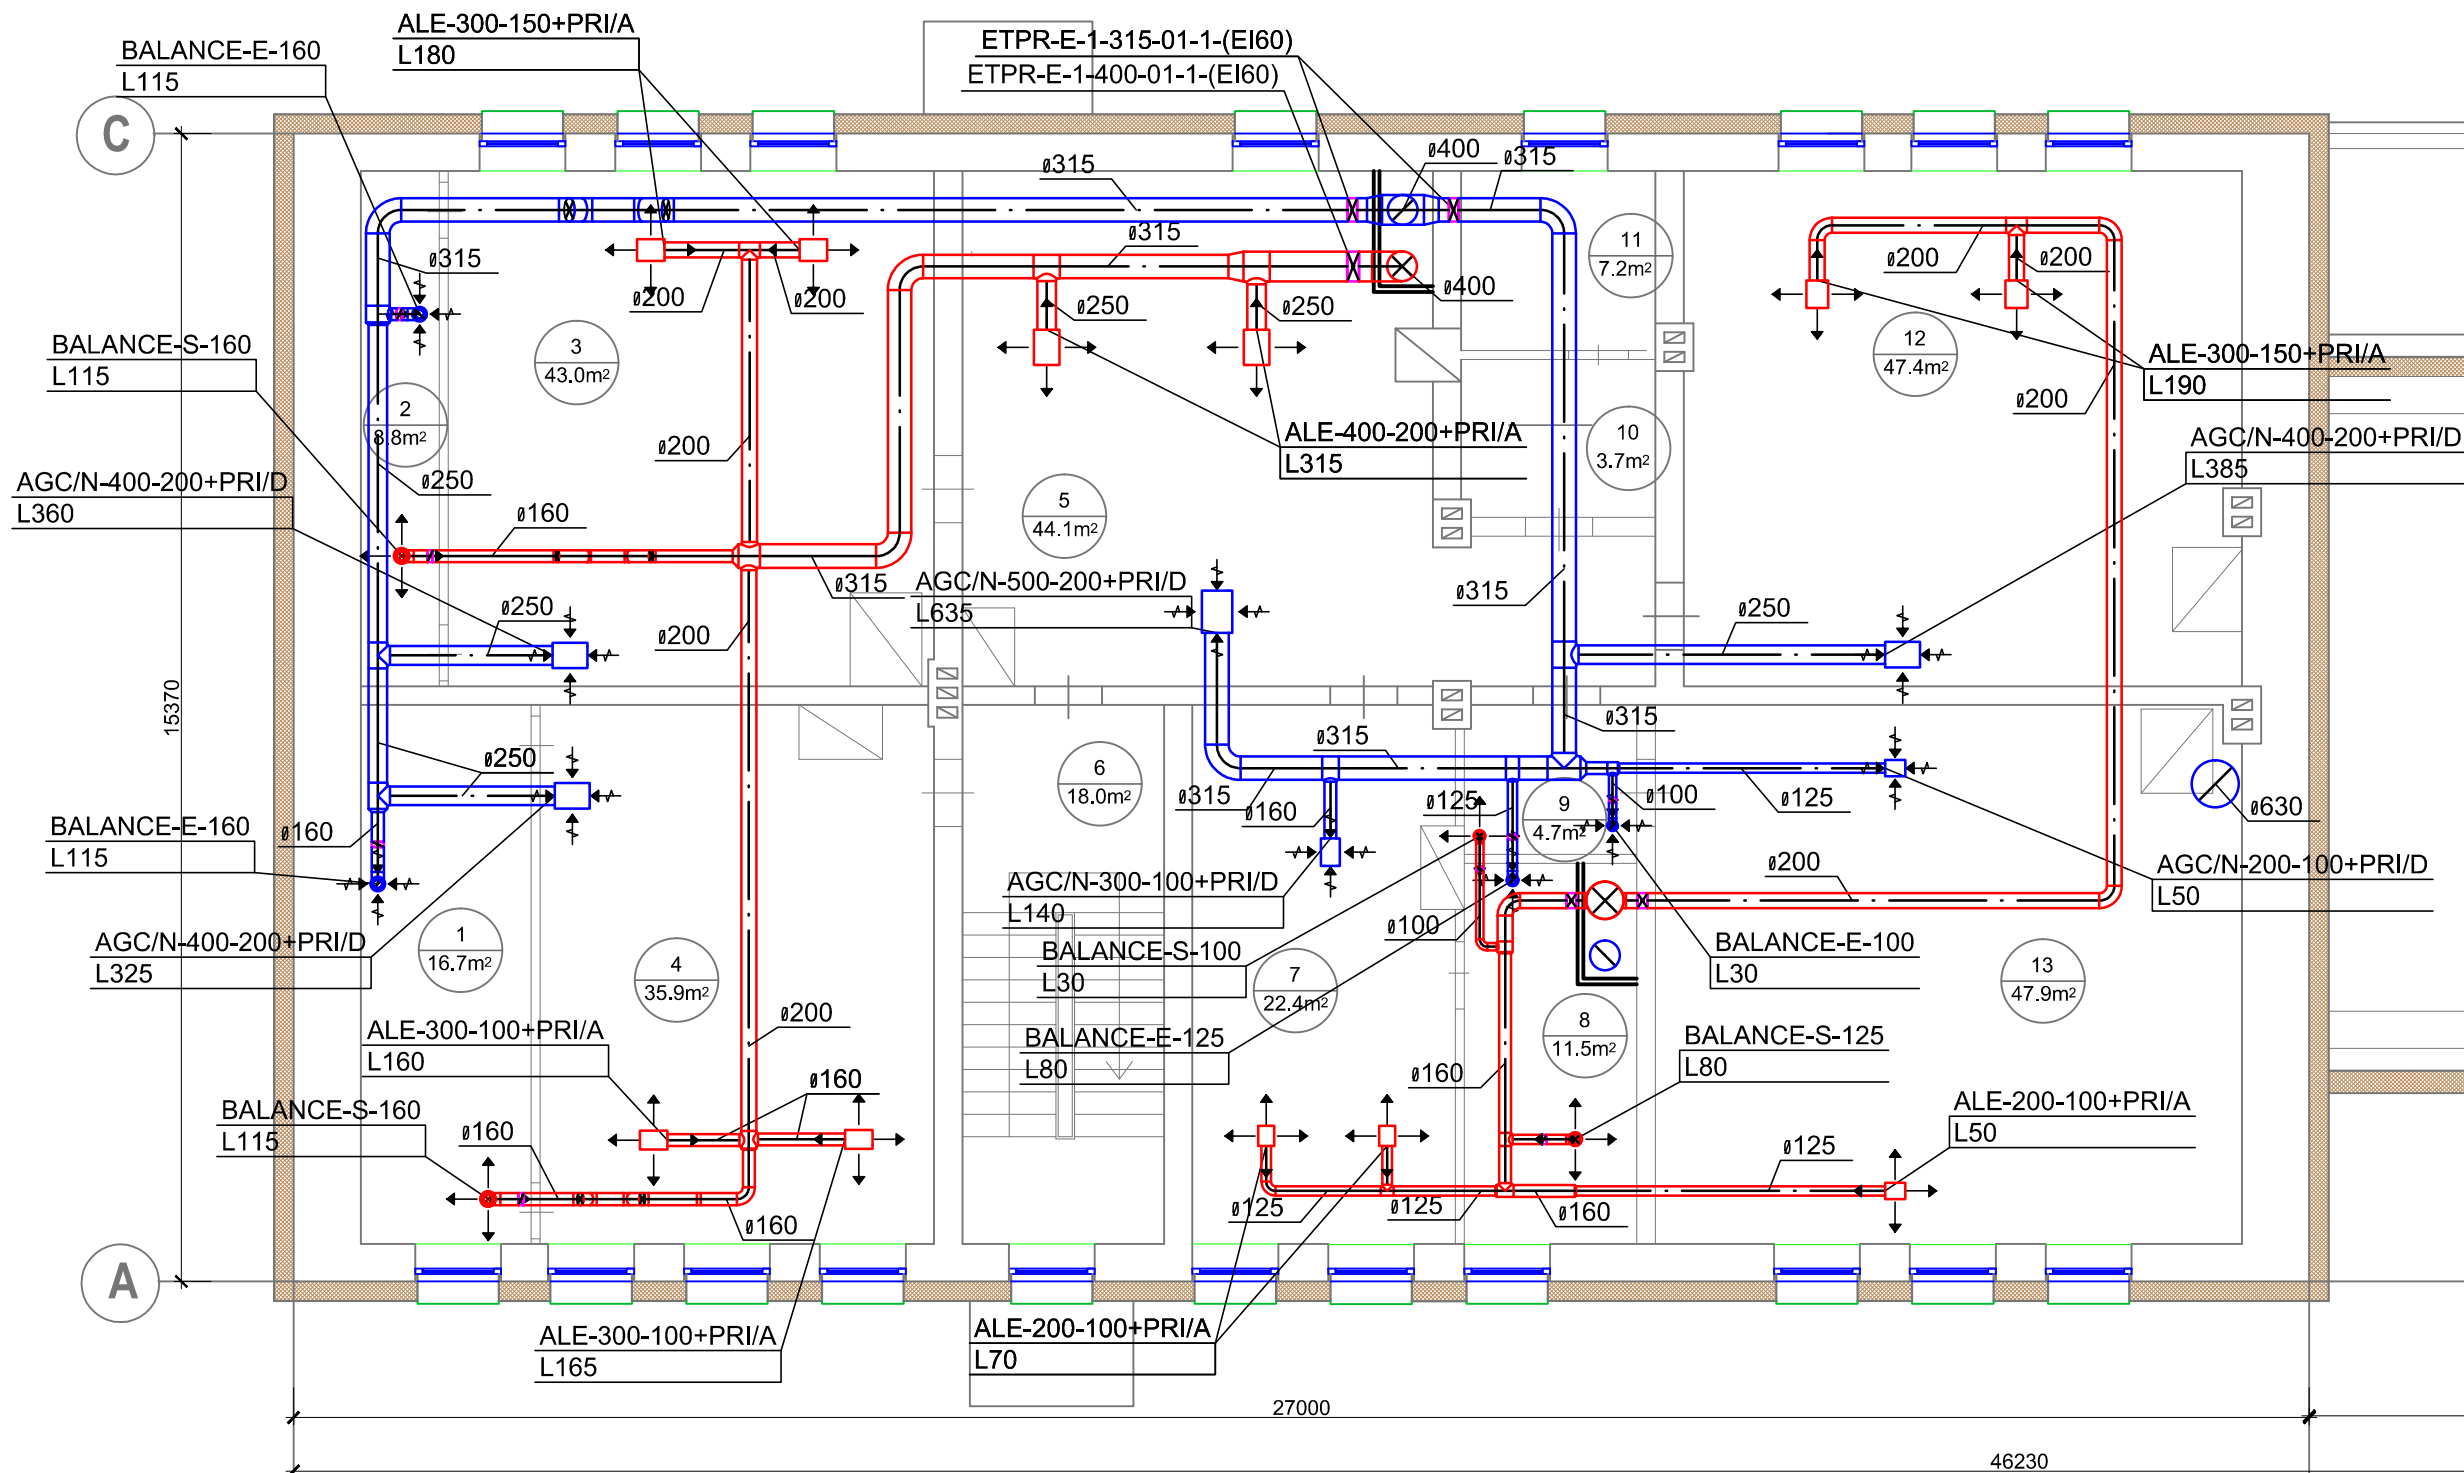 ALE-300-150+PRI/A
L180
BALANCE-E-160
L115
ETPR-E-1-315-01-1-(EI60)
ETPR-E-1-400-01-1-(EI60)
C
ø315
ø400
ø315
ø315
ø315
ø200
ø200
ø250
ø250
ø400
11
7.2m²
ø200
ø200
12
47.4m²
ALE-300-150+PRI/A
L190
ø200
BALANCE-S-160
L115
3
43.0m²
2
8.8m²
ø200
ø250
AGC/N-400-200+PRI/D
L360
ø160
5
44.1m²
ALE-400-200+PRI/A
L315
10
3.7m²
AGC/N-400-200+PRI/D
L385
ø315
AGC/N-500-200+PRI/D
L635
ø250
ø200
ø315
ø250
15370
ø250
ø315
ø315
6
18.0m²
ø315
ø160
ø125
9
4.7m²
ø100
ø125
ø630
BALANCE-E-160
L115
ø160
AGC/N-200-100+PRI/D
L50
ø200
AGC/N-300-100+PRI/D
L140
ø100
AGC/N-400-200+PRI/D
L325
1
16.7m²
4
35.9m²
BALANCE-S-100
L30
7
22.4m²
BALANCE-E-100
L30
13
47.9m²
ø200
ALE-300-100+PRI/A
L160
ø160
BALANCE-E-125
L80
ø160
8
11.5m²
BALANCE-S-125
L80
BALANCE-S-160
L115
ø160
ALE-200-100+PRI/A
L50
ø125
ø160
ø125
ø125
ø160
A
ALE-300-100+PRI/A
L165
ALE-200-100+PRI/A
L70
27000
46230